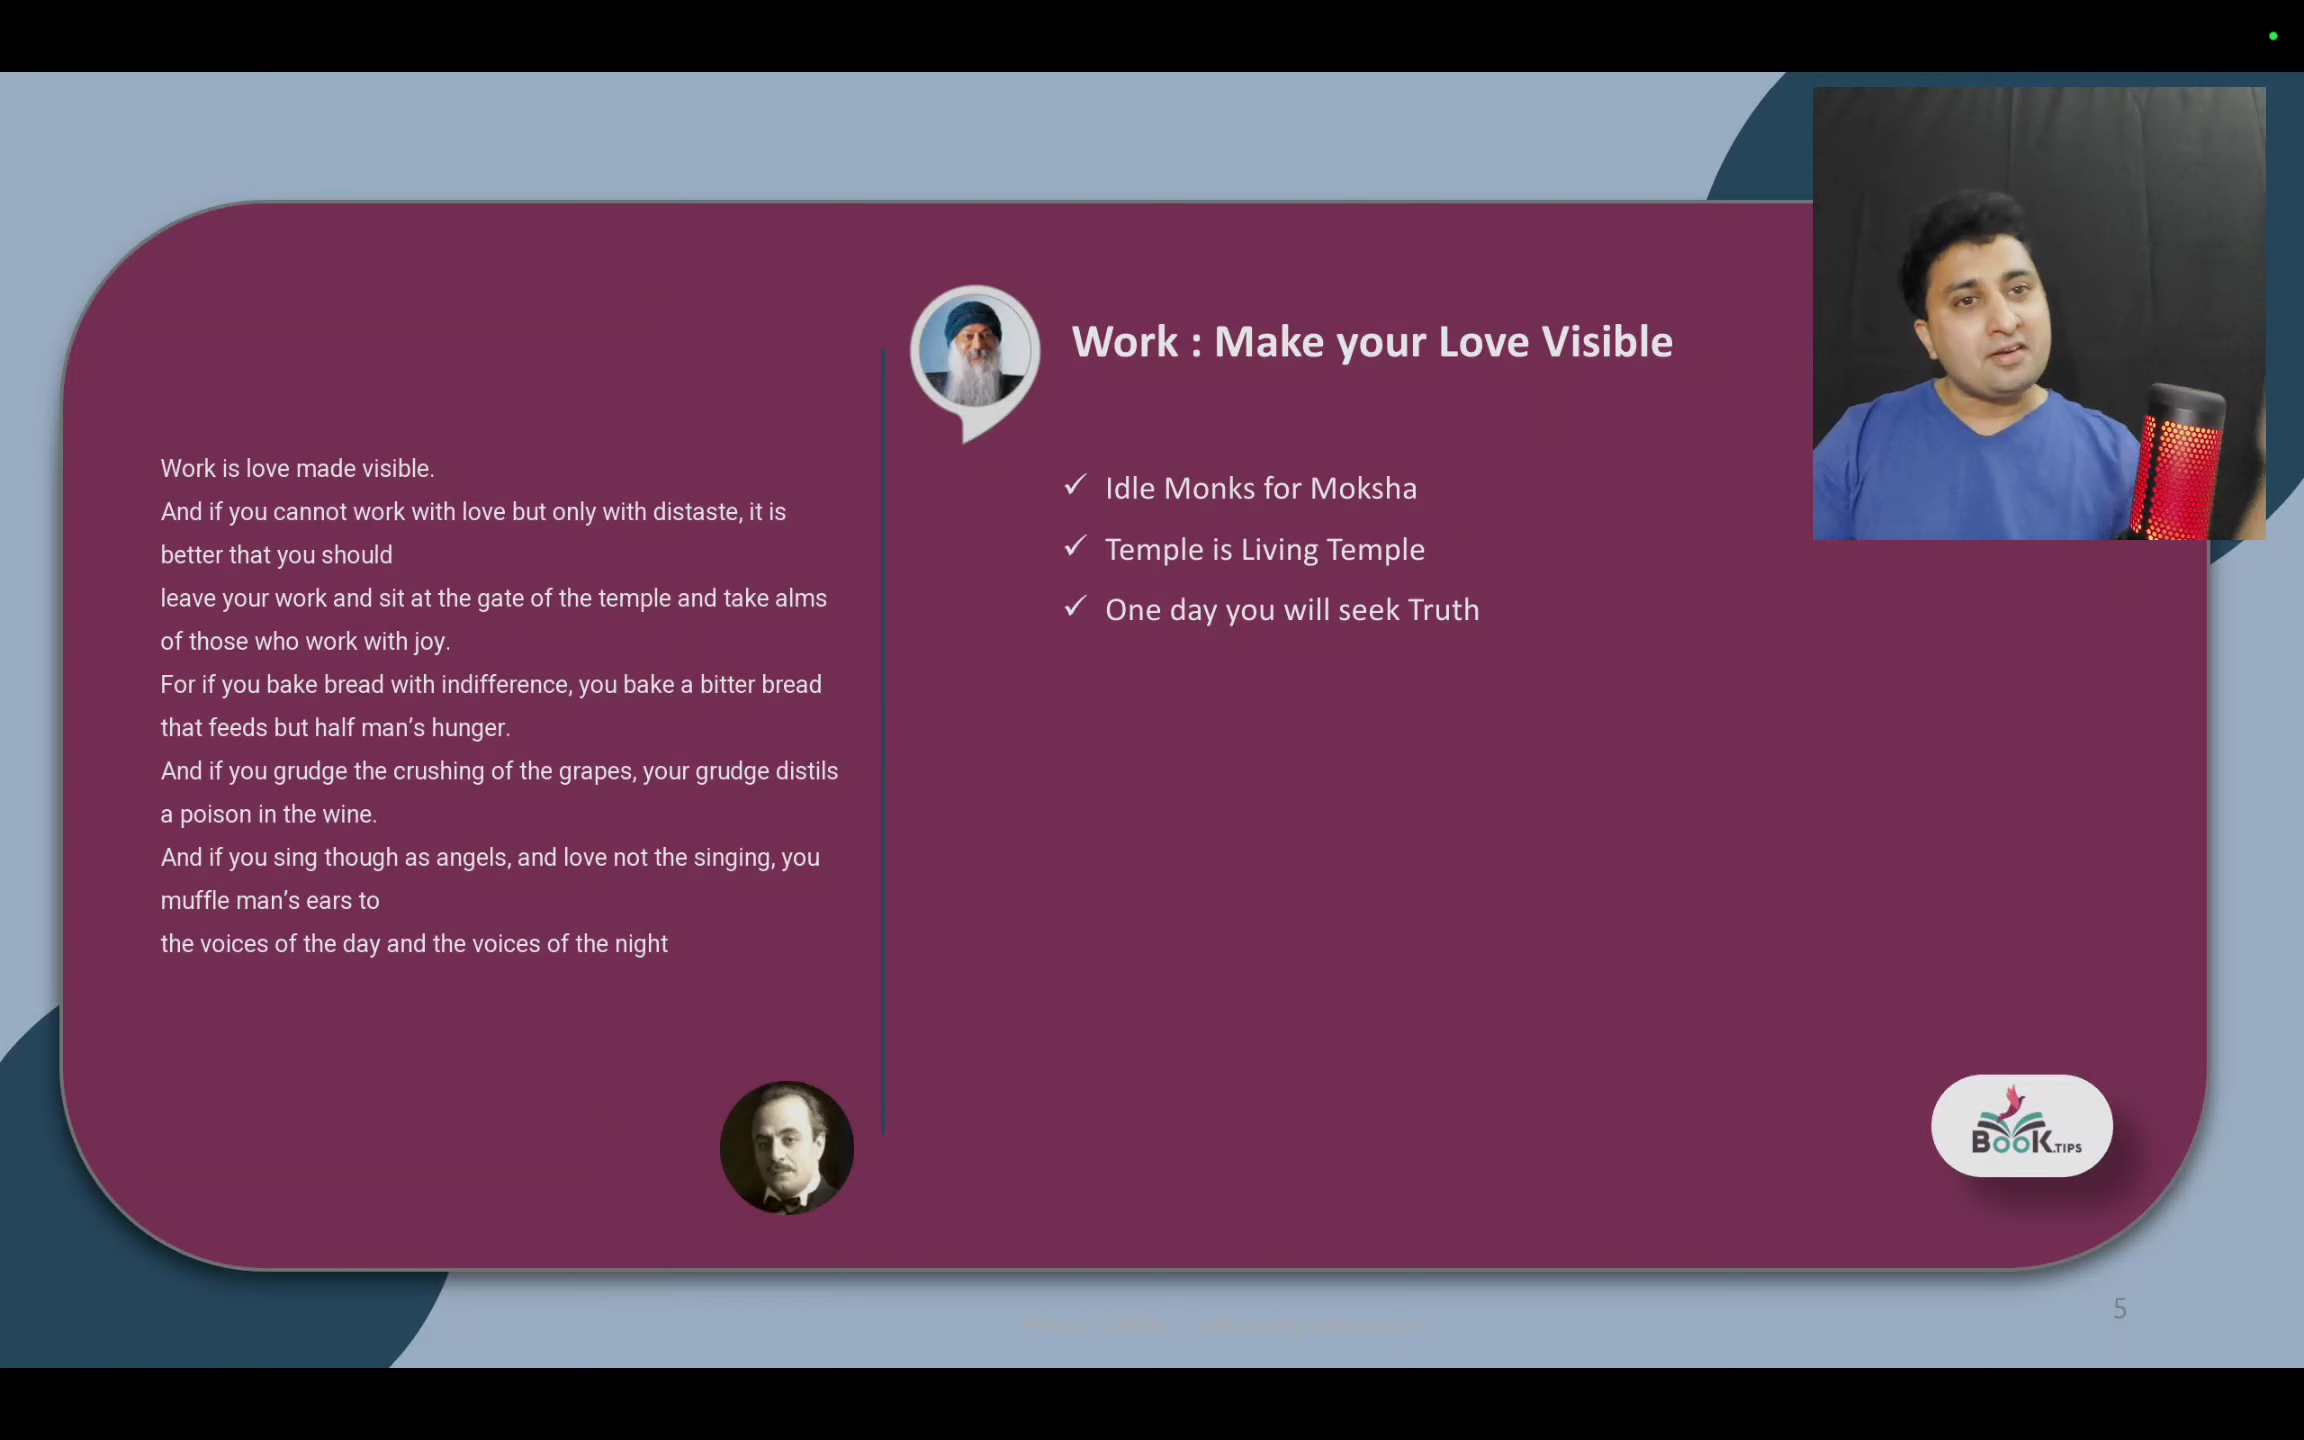 Work is love made visible.
And if you cannot work with love but only with distaste, it is
better that you should
leave your work and sit at the gate of the temple and take alms
of those who work with joy.
For if you bake bread with indifference, you bake a bitter bread
that feeds but half man’s hunger.
And if you grudge the crushing of the grapes, your grudge distils
a poison in the wine.
And if you sing though as angels, and love not the singing, you
muffle man’s ears to
the voices of the day and the voices of the night
Work : Make your Love Visible
✓ Idle Monks for Moksha
✓ Temple is Living Temple
✓ One day you will seek Truth
BooK.TIPS
5